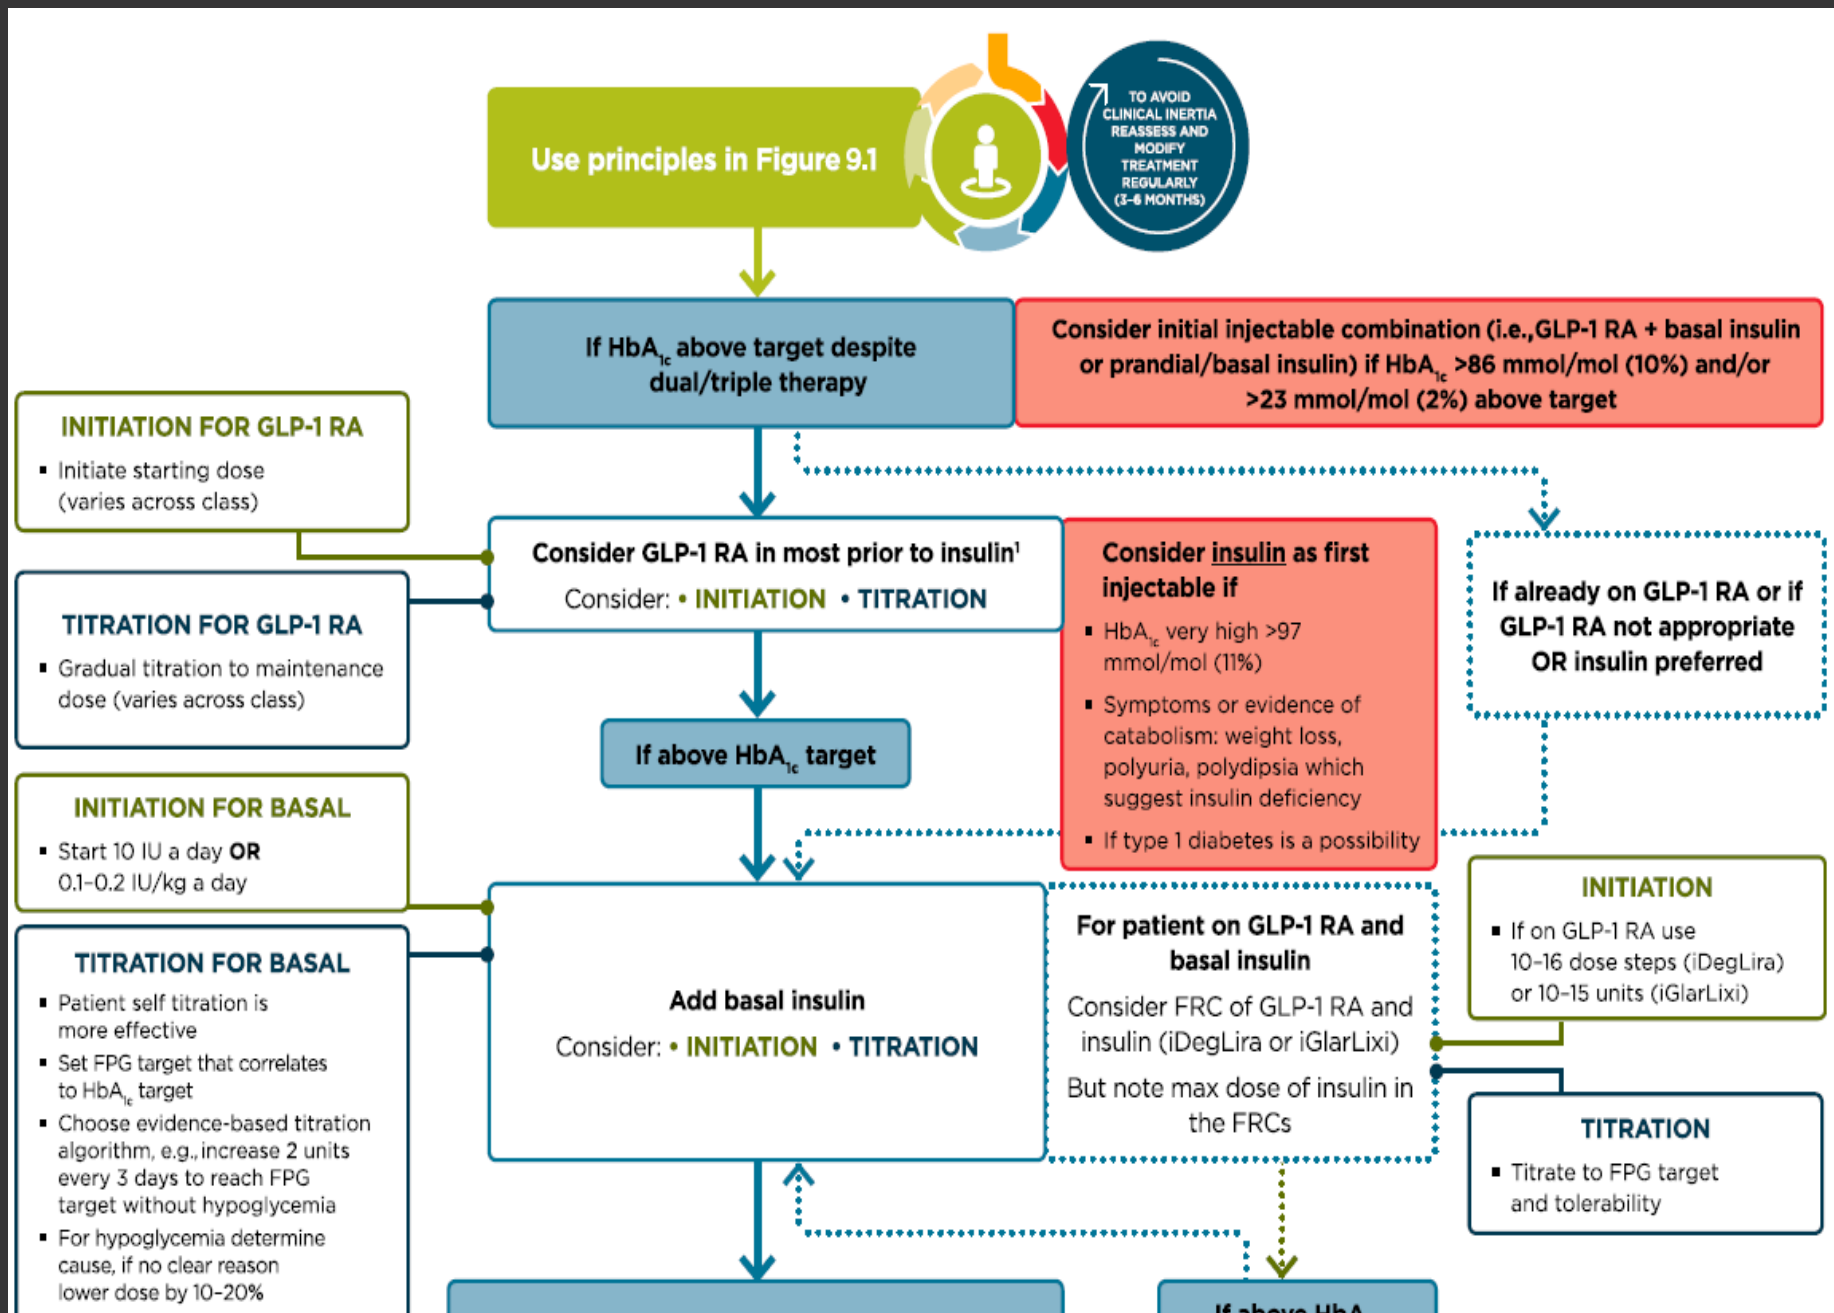 Use principles in Figure 9.1
TO AVOID
CLINICAL INERTIA
REASSESS AND
MODIFY
TREATMENT
REGULARLY
(3-6 MONTHS)
If HbA1c above target despite
dual/triple therapy
Consider initial injectable combination (i.e.,GLP-1 RA + basal insulin
or prandial/basal insulin) if HbA1c >86 mmol/mol (10%) and/or
>23 mmol/mol (2%) above target
INITIATION FOR GLP-1 RA
▪ Initiate starting dose
(varies across class)
TITRATION FOR GLP-1 RA
▪ Gradual titration to maintenance
dose (varies across class)
Consider GLP-1 RA in most prior to insulin¹
Consider: • INITIATION • TITRATION
Consider insulin as first
injectable if
▪ HbA1c very high >97
mmol/mol (11%)
▪ Symptoms or evidence of
catabolism: weight loss,
polyuria, polydipsia which
suggest insulin deficiency
▪ If type 1 diabetes is a possibility
If already on GLP-1 RA or if
GLP-1 RA not appropriate
OR insulin preferred
If above HbA1c target
INITIATION FOR BASAL
▪ Start 10 IU a day OR
0.1-0.2 IU/kg a day
TITRATION FOR BASAL
▪ Patient self titration is
more effective
▪ Set FPG target that correlates
to HbA1c target
▪ Choose evidence-based titration
algorithm, e.g., increase 2 units
every 3 days to reach FPG
target without hypoglycemia
▪ For hypoglycemia determine
cause, if no clear reason
lower dose by 10-20%
Add basal insulin
Consider: • INITIATION • TITRATION
For patient on GLP-1 RA and
basal insulin
Consider FRC of GLP-1 RA and
insulin (iDegLira or iGlarLixi)
But note max dose of insulin in
the FRCs
INITIATION
▪ If on GLP-1 RA use
10-16 dose steps (iDegLira)
or 10-15 units (iGlarLixi)
TITRATION
▪ Titrate to FPG target
and tolerability
If above HbA